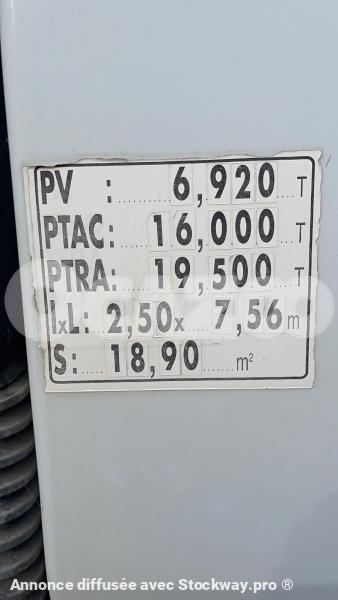 PV : 6,920 T
PTAC: 16,000 T
PTRA: 19,500 T
IxL: 2,50x 7,56 m
S: 18,90 m²
Annonce diffusée avec Stockway.pro ®